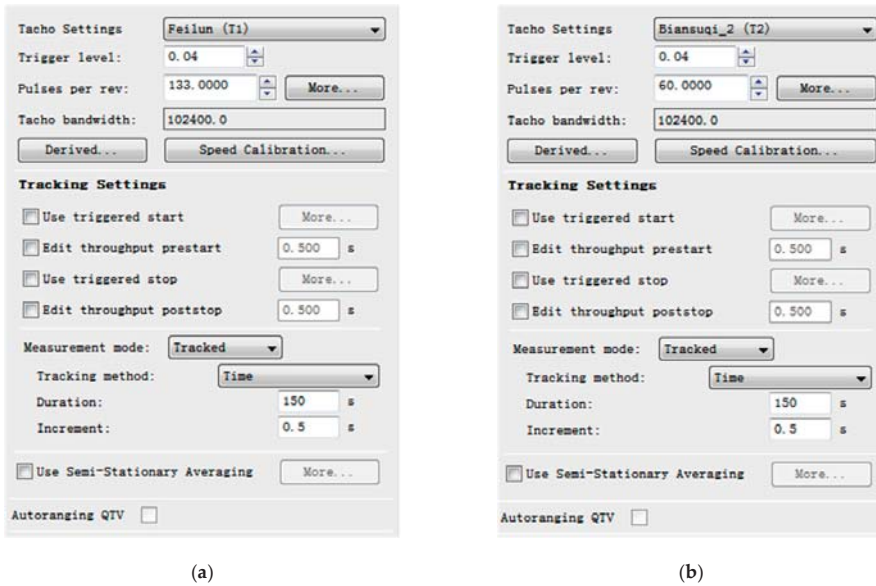 Tacho Settings Feilun (T1)
Trigger level: 0.04
Pulses per rev: 133.0000 More...
Tacho bandwidth: 102400.0
Derived... Speed Calibration...
Tracking Settings
Use triggered start More...
Edit throughput prestart 0.500 s
Use triggered stop More...
Edit throughput poststop 0.500 s
Measurement mode: Tracked
Tracking method: Time
Duration: 150 s
Increment: 0.5 s
Use Semi-Stationary Averaging More...
Autoranging QTV
(a)
Tacho Settings Biansuqi_2 (T2)
Trigger level: 0.04
Pulses per rev: 60.0000 More...
Tacho bandwidth: 102400.0
Derived... Speed Calibration...
Tracking Settings
Use triggered start More...
Edit throughput prestart 0.500 s
Use triggered stop More...
Edit throughput poststop 0.500 s
Measurement mode: Tracked
Tracking method: Time
Duration: 150 s
Increment: 0.5 s
Use Semi-Stationary Averaging More...
Autoranging QTV
(b)